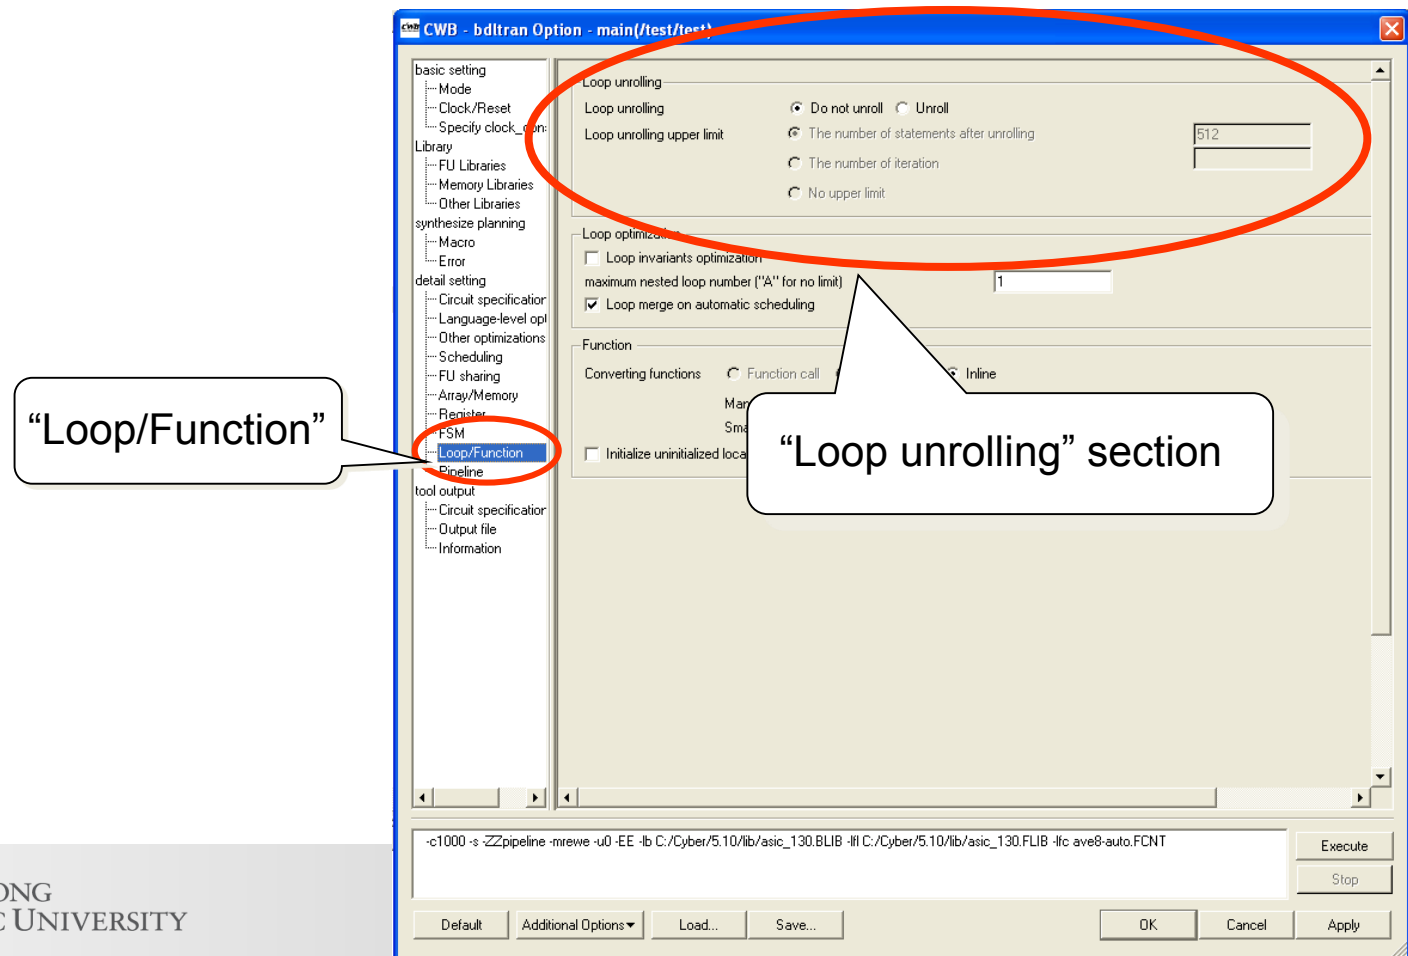 CWB - bdltran Option - main(/test/test)
basic setting
Mode
Clock/Reset
Specify clock_con
Library
FU Libraries
Memory Libraries
Other Libraries
synthesize planning
Macro
Error
detail setting
Circuit specification
Language-level opt
Other optimizations
Scheduling
FU sharing
Array/Memory
Register
FSM
Loop/Function
Pipeline
tool output
Circuit specification
Output file
Information
Loop unrolling
Loop unrolling Do not unroll Unroll
Loop unrolling upper limit The number of statements after unrolling 512
The number of iteration
No upper limit
Loop optimization
Loop invariants optimization
maximum nested loop number ("A" for no limit) 1
Loop merge on automatic scheduling
Function
Converting functions Function call Inline
Man
Sma
Initialize uninitialized loca
“Loop/Function”
“Loop unrolling” section
-c1000 -s -ZZpipeline -mrewe -u0 -EE -lb C:/Cyber/5.10/lib/asic_130.BLIB -lfl C:/Cyber/5.10/lib/asic_130.FLIB -lfc ave8-auto.FCNT
Execute
Stop
Default Additional Options Load... Save... OK Cancel Apply
ONG
C UNIVERSITY